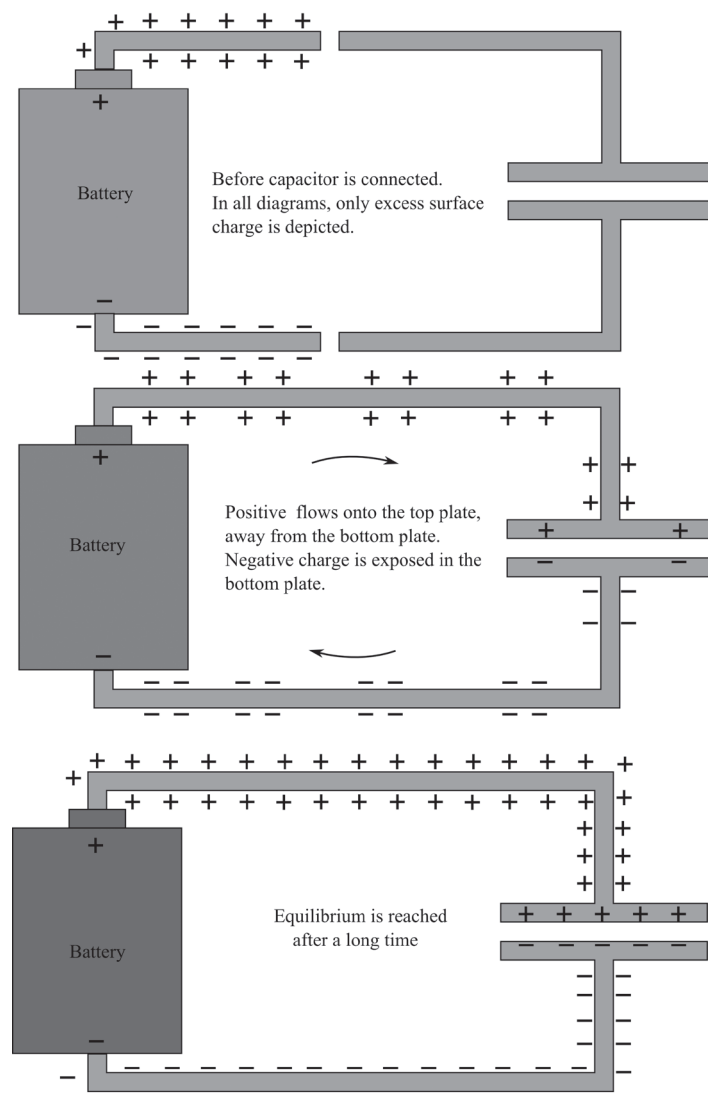 Battery
Before capacitor is connected.
In all diagrams, only excess surface
charge is depicted.
Battery
Positive flows onto the top plate,
away from the bottom plate.
Negative charge is exposed in the
bottom plate.
Battery
Equilibrium is reached
after a long time